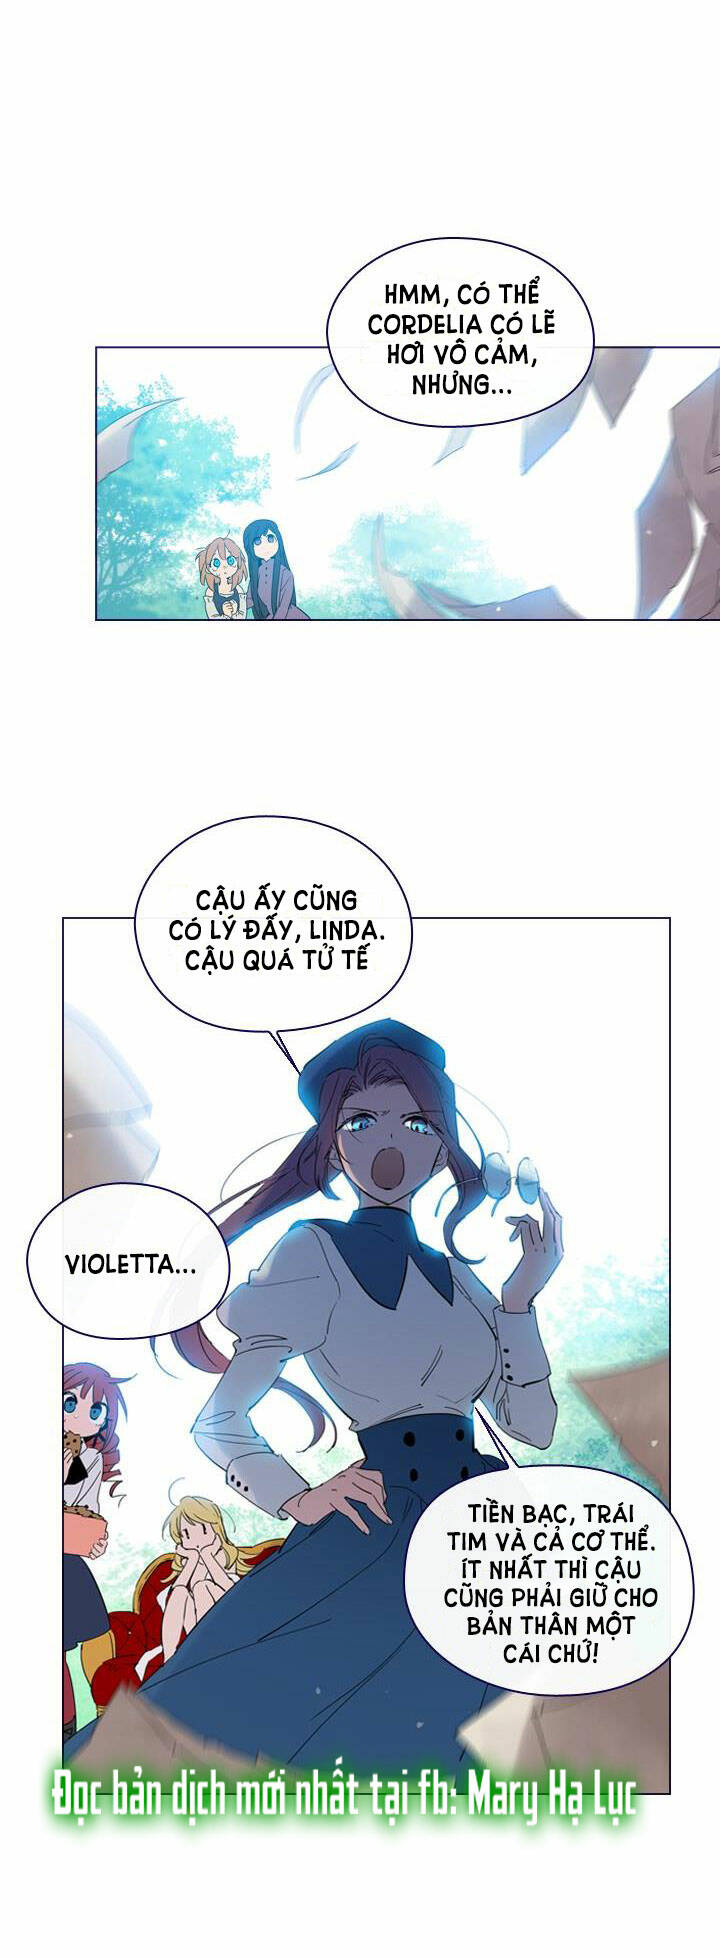 HMM, CÓ THỂ
CORDELIA CÓ LẼ
HƠI VÔ CẢM,
NHƯNG...
CẬU ẤY CŨNG
CÓ LÝ ĐẤY, LINDA.
CẬU QUÁ TỬ TẾ
VIOLETTA...
TIỀN BẠC, TRÁI
TIM VÀ CẢ CƠ THỂ.
ÍT NHẤT THÌ CẬU
CŨNG PHẢI GIỮ CHO
BẢN THÂN MỘT
CÁI CHỨ!
Đọc bản dịch mới nhất tại fb: Mary Hạ Lục